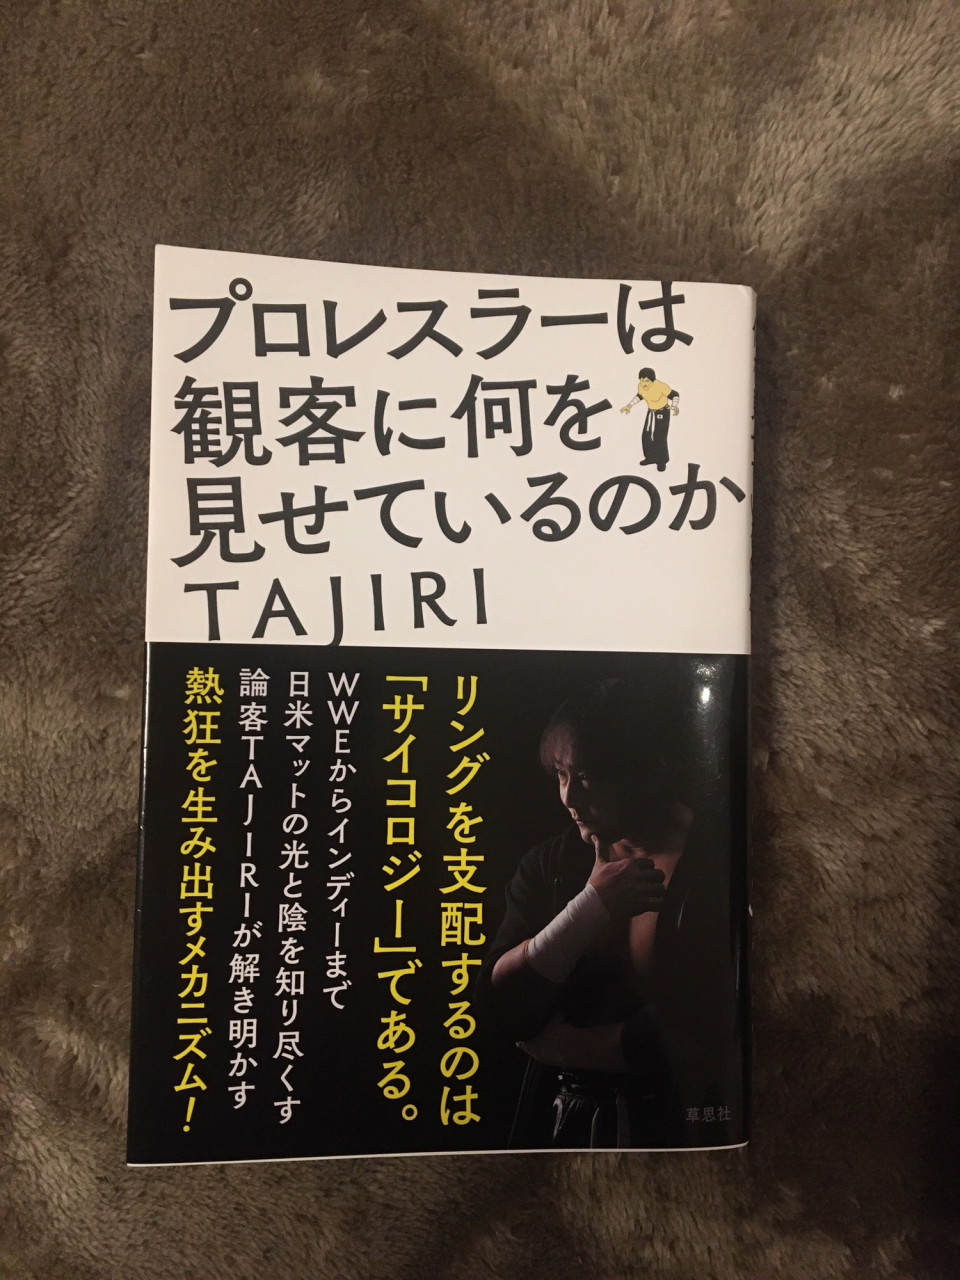 プロレスラーは
観客に何を
見せているのか
TAJIRI
リングを支配するのは
「サイコロジー」である。
WWEからインディーまで
日米マットの光と陰を知り尽くす
論客TAJIRIが解き明かす
熱狂を生み出すメカニズム！
草思社